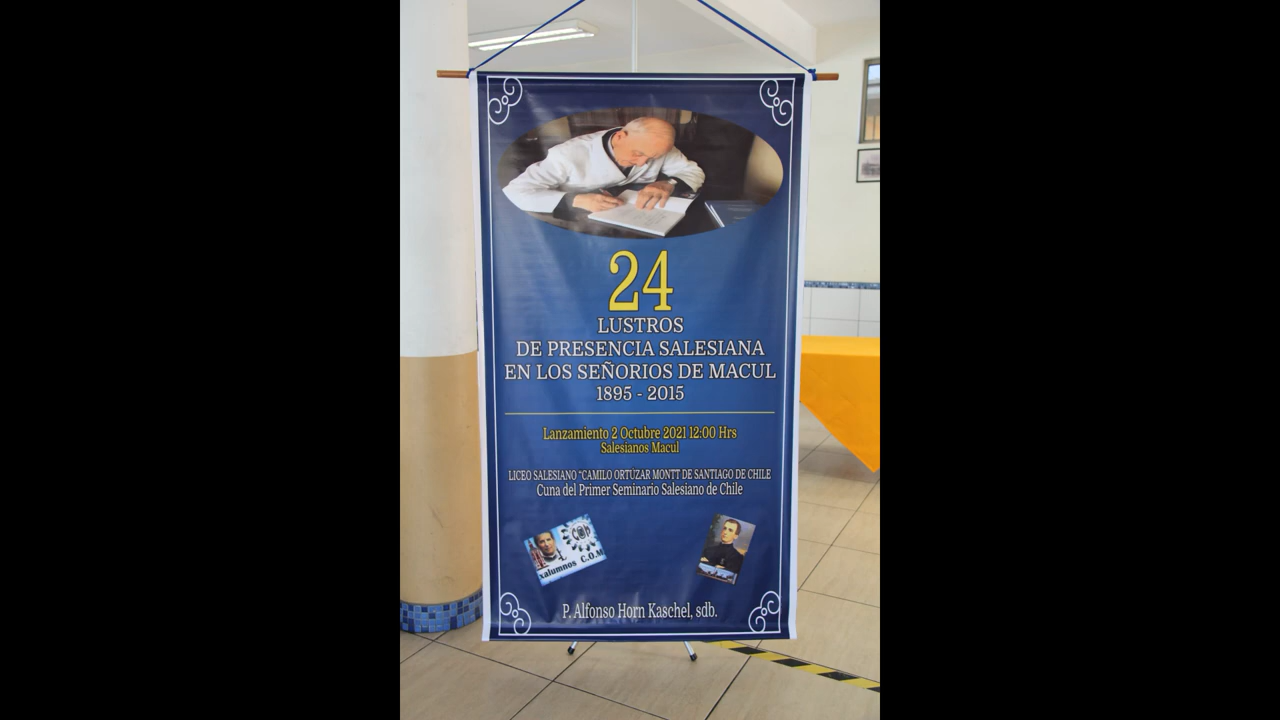 24
LUSTROS
DE PRESENCIA SALESIANA
EN LOS SEÑORIOS DE MACUL
1895 - 2015
Lanzamiento 2 Octubre 2021 12:00 Hrs
Salesianos Macul
LICEO SALESIANO "CAMILO ORTUZAR MONTT DE SANTIAGO DE CHILE
Cuna del Primer Seminario Salesiano de Chile
COP
xalumnos C.O.M
P. Alfonso Horn Kaschel, sdb.